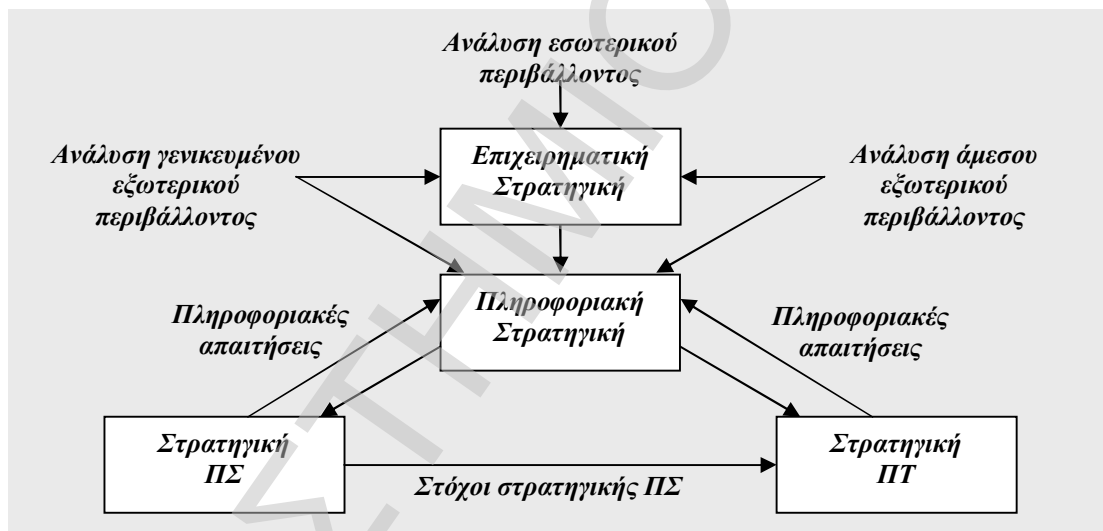 Ανάλυση εσωτερικού
περιβάλλοντος
Ανάλυση γενικευμένου
εξωτερικού
περιβάλλοντος
Επιχειρηματική
Στρατηγική
Ανάλυση άμεσου
εξωτερικού
περιβάλλοντος
Πληροφοριακές
απαιτήσεις
Πληροφοριακή
Στρατηγική
Πληροφοριακές
απαιτήσεις
Στρατηγική
ΠΣ
Στόχοι στρατηγικής ΠΣ
Στρατηγική
ΠΤ
ΣΤΗΜΙΟ